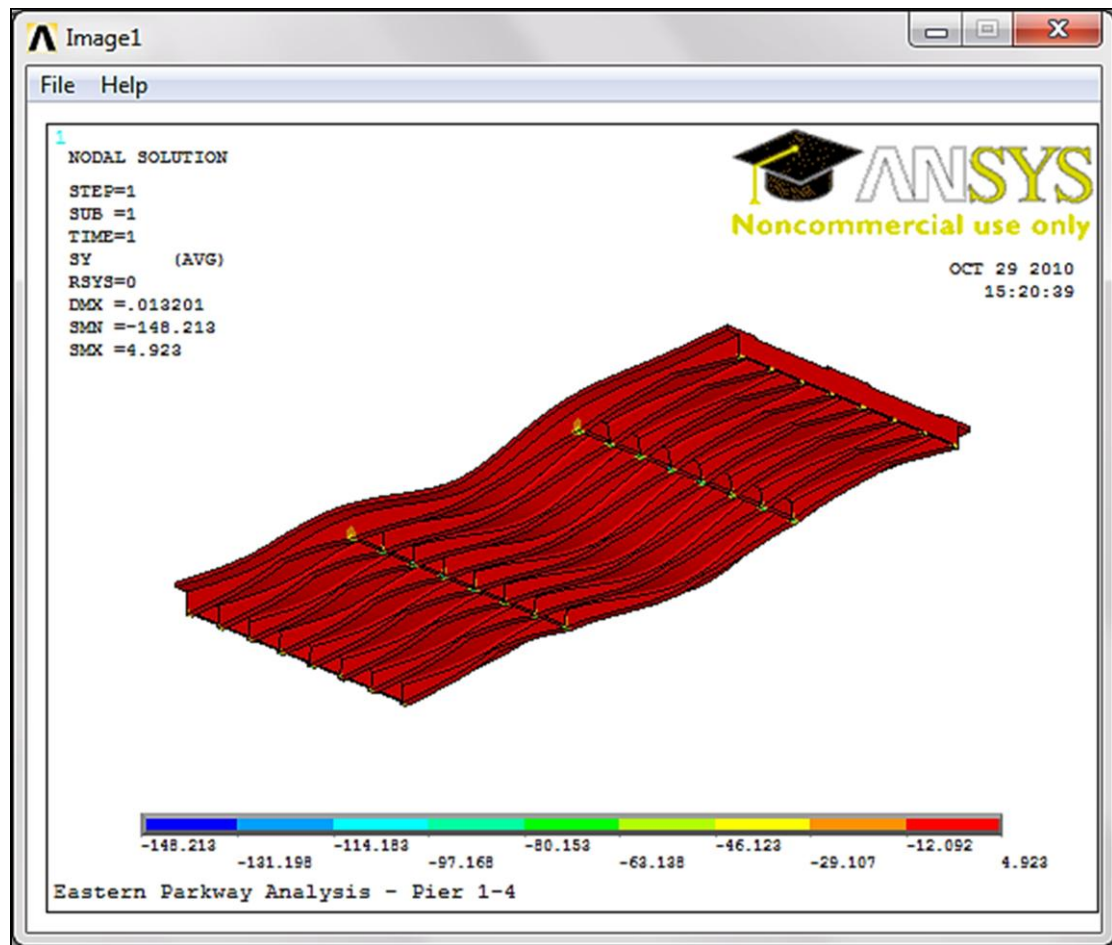 Image1
File Help
1
NODAL SOLUTION
STEP=1
SUB =1
TIME=1
SY (AVG)
RSYS=0
DMX =.013201
SMN =-148.213
SMX =4.923
ANSYS
Noncommercial use only
OCT 29 2010
15:20:39
-148.213 -114.183 -80.153 -46.123 -12.092
-131.198 -97.168 -63.138 -29.107 4.923
Eastern Parkway Analysis - Pier 1-4